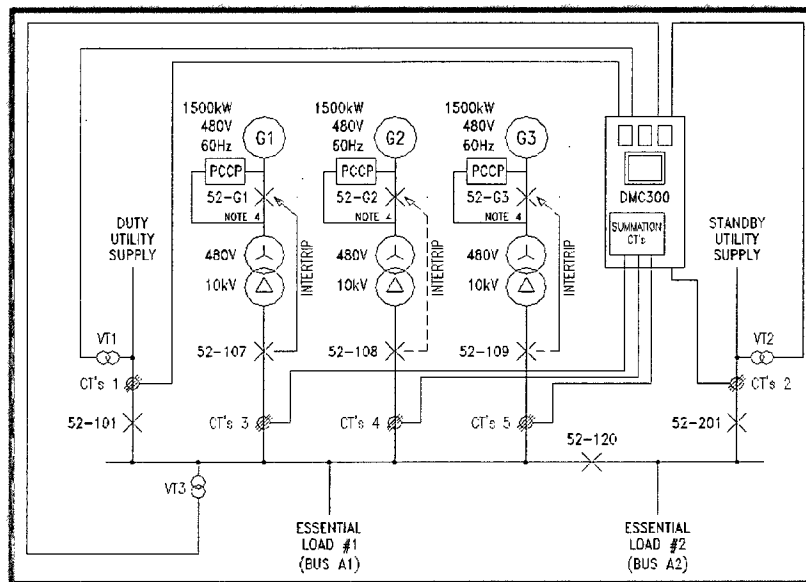 1500kW
480V
60Hz
G1
1500kW
480V
60Hz
G2
1500kW
480V
60Hz
G3
PCCP
PCCP
PCCP
52-G1
52-G2
52-G3
NOTE 4
NOTE 4
NOTE 4
DMC300
SUMMATION
CT's
DUTY
UTILITY
SUPPLY
STANDBY
UTILITY
SUPPLY
480V
10kV
480V
10kV
480V
10kV
INTERTRIP
INTERTRIP
INTERTRIP
VT1
VT2
52-107
52-108
52-109
CT's 1
CT's 2
52-101
CT's 3
CT's 4
CT's 5
52-120
52-201
VT3
ESSENTIAL
LOAD #1
(BUS A1)
ESSENTIAL
LOAD #2
(BUS A2)